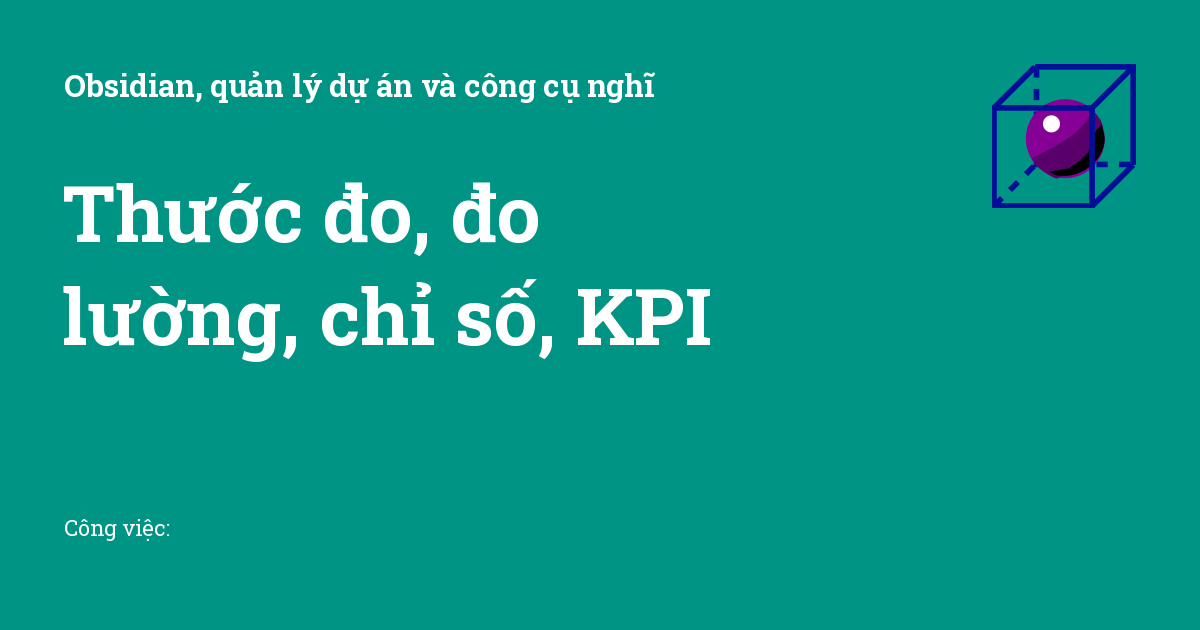 Obsidian, quản lý dự án và công cụ nghĩ
Thước đo, đo
lường, chỉ số, KPI
Công việc: